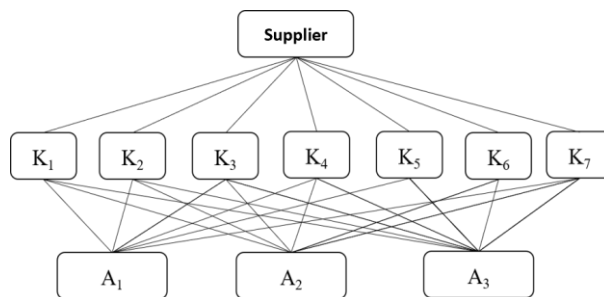 Supplier
K₁ K₂ K₃ K₄ K₅ K₆ K₇
A₁ A₂ A₃